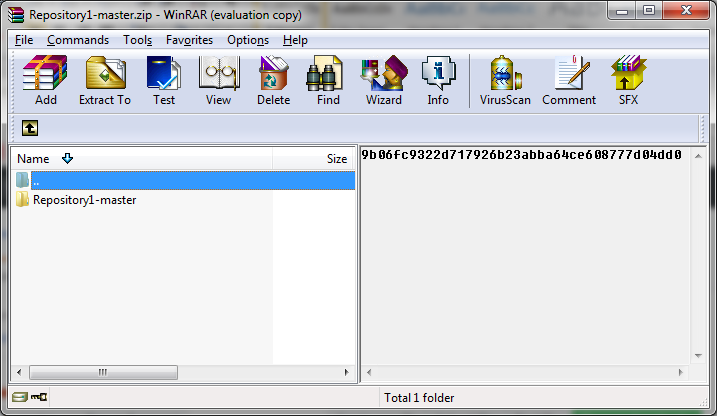 Repository1-master.zip - WinRAR (evaluation copy)
File Commands Tools Favorites Options Help
Add Extract To Test View Delete Find Wizard Info VirusScan Comment SFX
Name Size
9b06fc9322d717926b23abba64ce608777d04dd0
..
Repository1-master
Total 1 folder